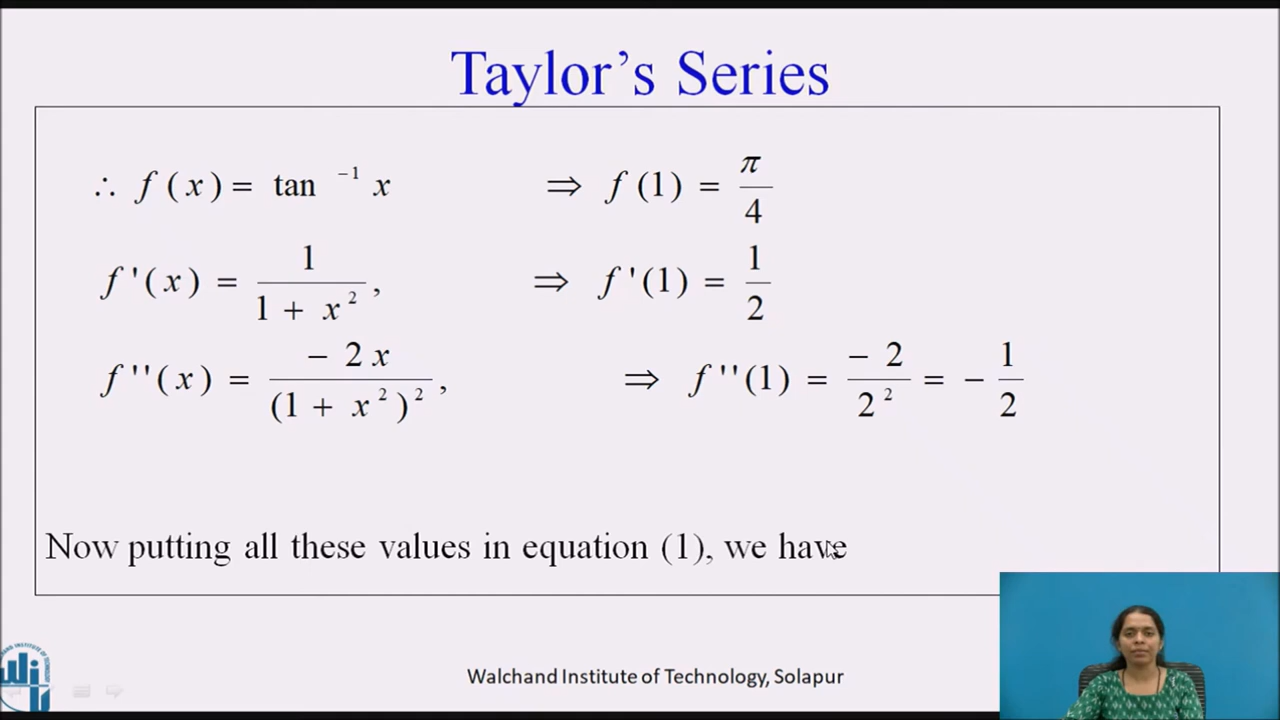 Taylor's Series
∴ f(x) = tan⁻¹ x ⇒ f(1) = π/4
f'(x) = 1/(1 + x²), ⇒ f'(1) = 1/2
f''(x) = −2x/(1 + x²)², ⇒ f''(1) = −2/2² = −1/2
Now putting all these values in equation (1), we have
Walchand Institute of Technology, Solapur